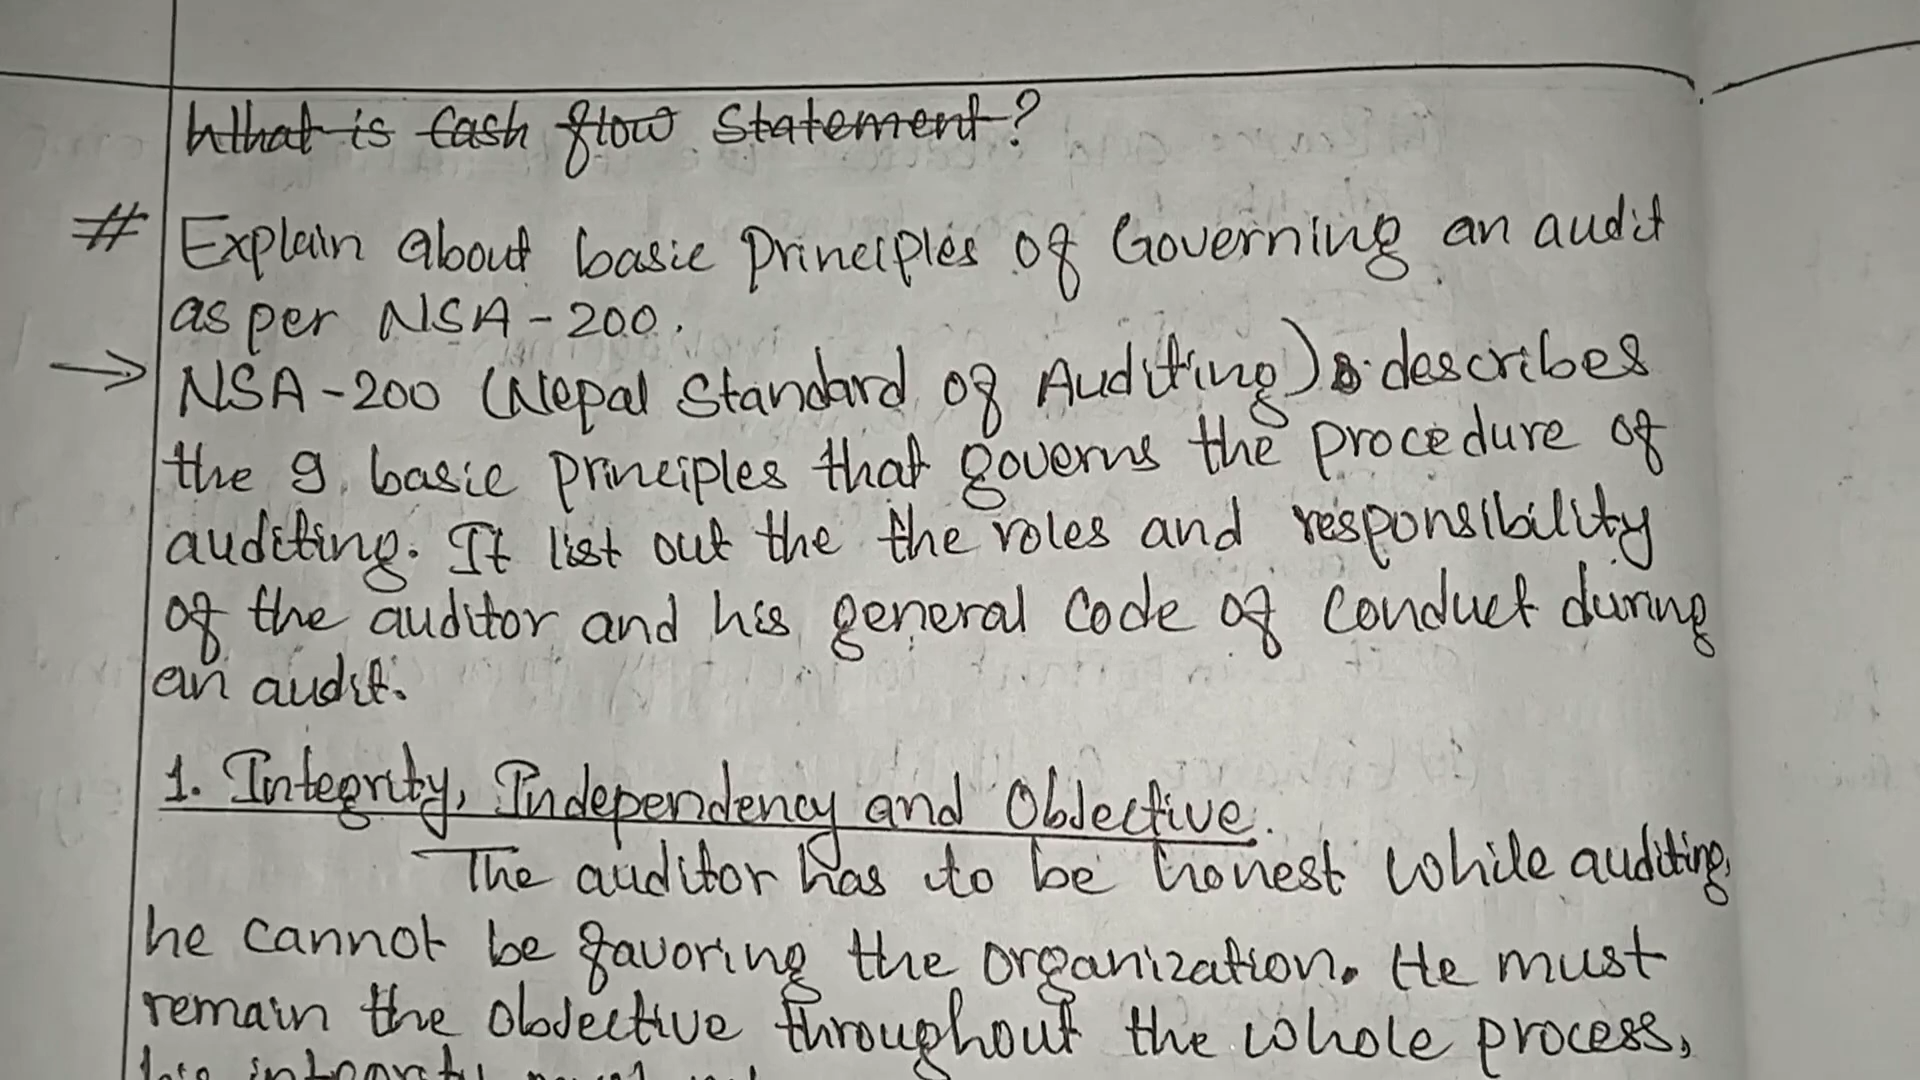 What is Cash flow Statement?
# Explain about basic principles of Governing an audit
as per NSA-200.
→ NSA-200 (Nepal Standard of Auditing) describes
the 9 basic principles that governs the procedure of
auditing. It list out the the roles and responsibility
of the auditor and his general code of conduct during
an audit.
1. Integrity, Independency and Objective.
The auditor has to be honest while auditing,
he cannot be favoring the organization. He must
remain the objective throughout the whole process,
his integrity